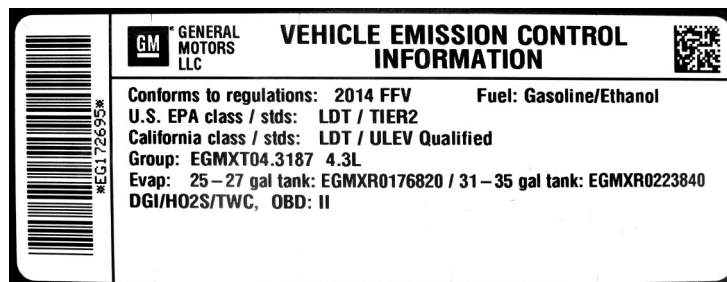 *EG172695*
GM
GENERAL
MOTORS
LLC
VEHICLE EMISSION CONTROL
INFORMATION
Conforms to regulations: 2014 FFV Fuel: Gasoline/Ethanol
U.S. EPA class / stds: LDT / TIER2
California class / stds: LDT / ULEV Qualified
Group: EGMXT04.3187 4.3L
Evap: 25-27 gal tank: EGMXR0176820 / 31-35 gal tank: EGMXR0223840
DGI/HO2S/TWC, OBD: II